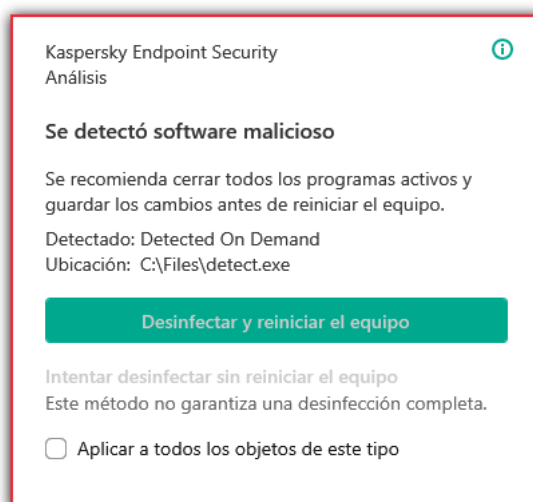 Kaspersky Endpoint Security
Análisis
Se detectó software malicioso
Se recomienda cerrar todos los programas activos y
guardar los cambios antes de reiniciar el equipo.
Detectado: Detected On Demand
Ubicación: C:\Files\detect.exe
Desinfectar y reiniciar el equipo
Intentar desinfectar sin reiniciar el equipo
Este método no garantiza una desinfección completa.
Aplicar a todos los objetos de este tipo